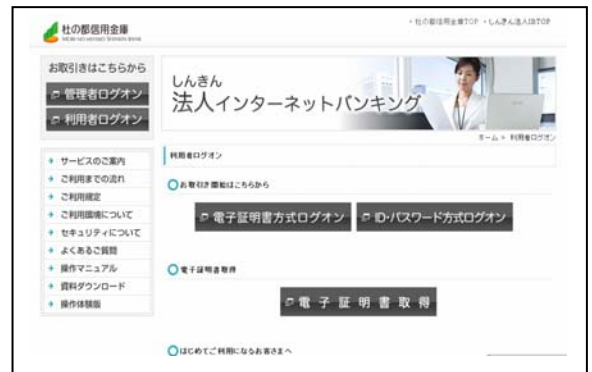 杜の都信用金庫
・杜の都信用金庫TOP ・しんきん法人IBTOP
お取引きはこちらから
管理者ログオン
利用者ログオン
しんきん
法人インターネットバンキング
ホーム > 利用者ログオン
サービスのご案内
ご利用までの流れ
ご利用規定
ご利用環境について
セキュリティについて
よくあるご質問
操作マニュアル
資料ダウンロード
操作体験版
利用者ログオン
お取引き開始はこちらから
電子証明書方式ログオン
ID・パスワード方式ログオン
電子証明書取得
電子証明書取得
はじめてご利用になるお客さまへ